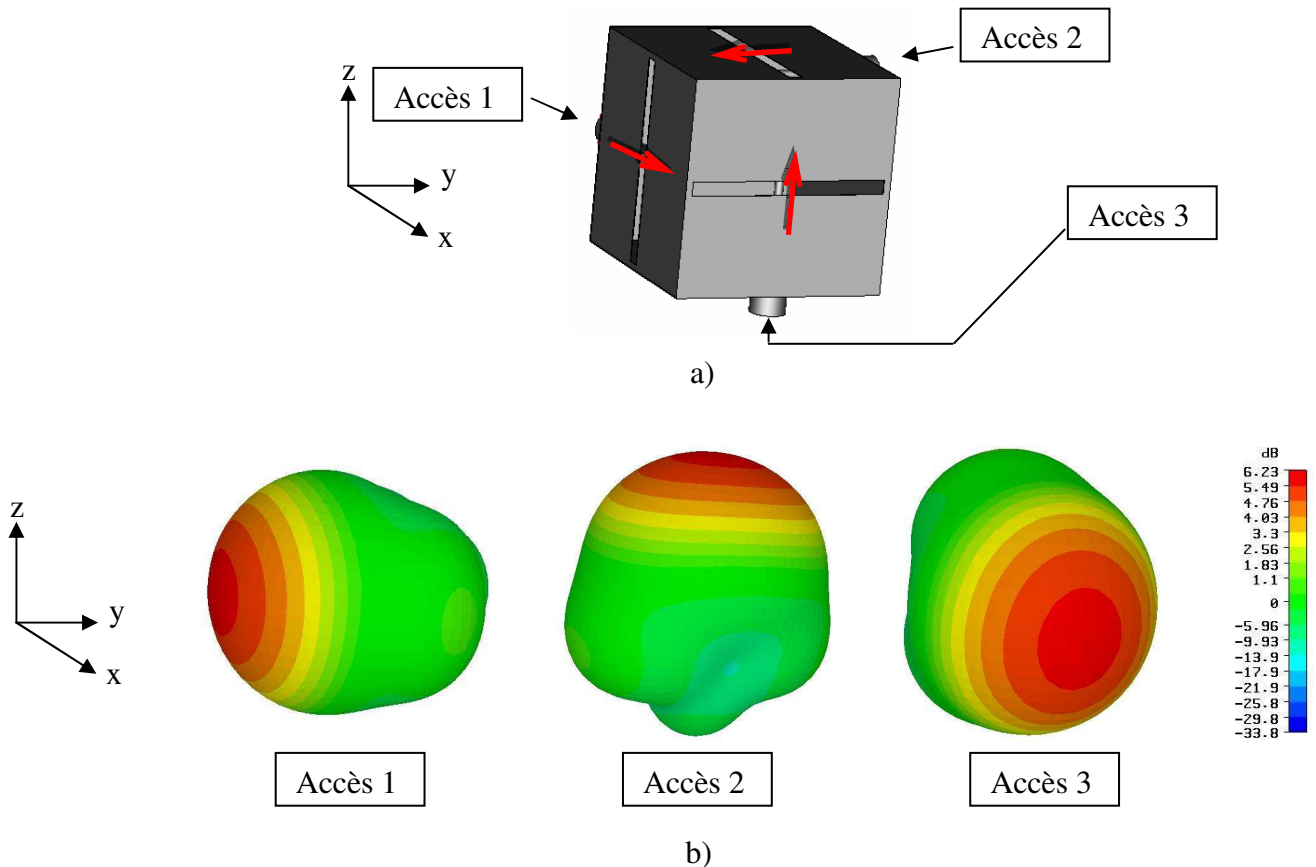 Accès 2
z
Accès 1
y
x
Accès 3
a)
dB
6.23
5.49
4.76
4.03
3.3
2.56
1.83
1.1
0
-5.96
-9.93
-13.9
-17.9
-21.9
-25.8
-29.8
-33.8
z
y
x
Accès 1
Accès 2
Accès 3
b)